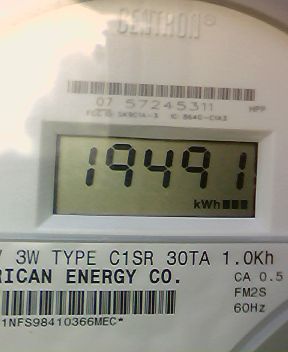 CENTRON®
07 57245311 HPP
19491
kWh
V 3W TYPE C1SR 30TA 1.0Kh
RICAN ENERGY CO.
CA 0.5
FM2S
60Hz
1NFS98410366MEC*